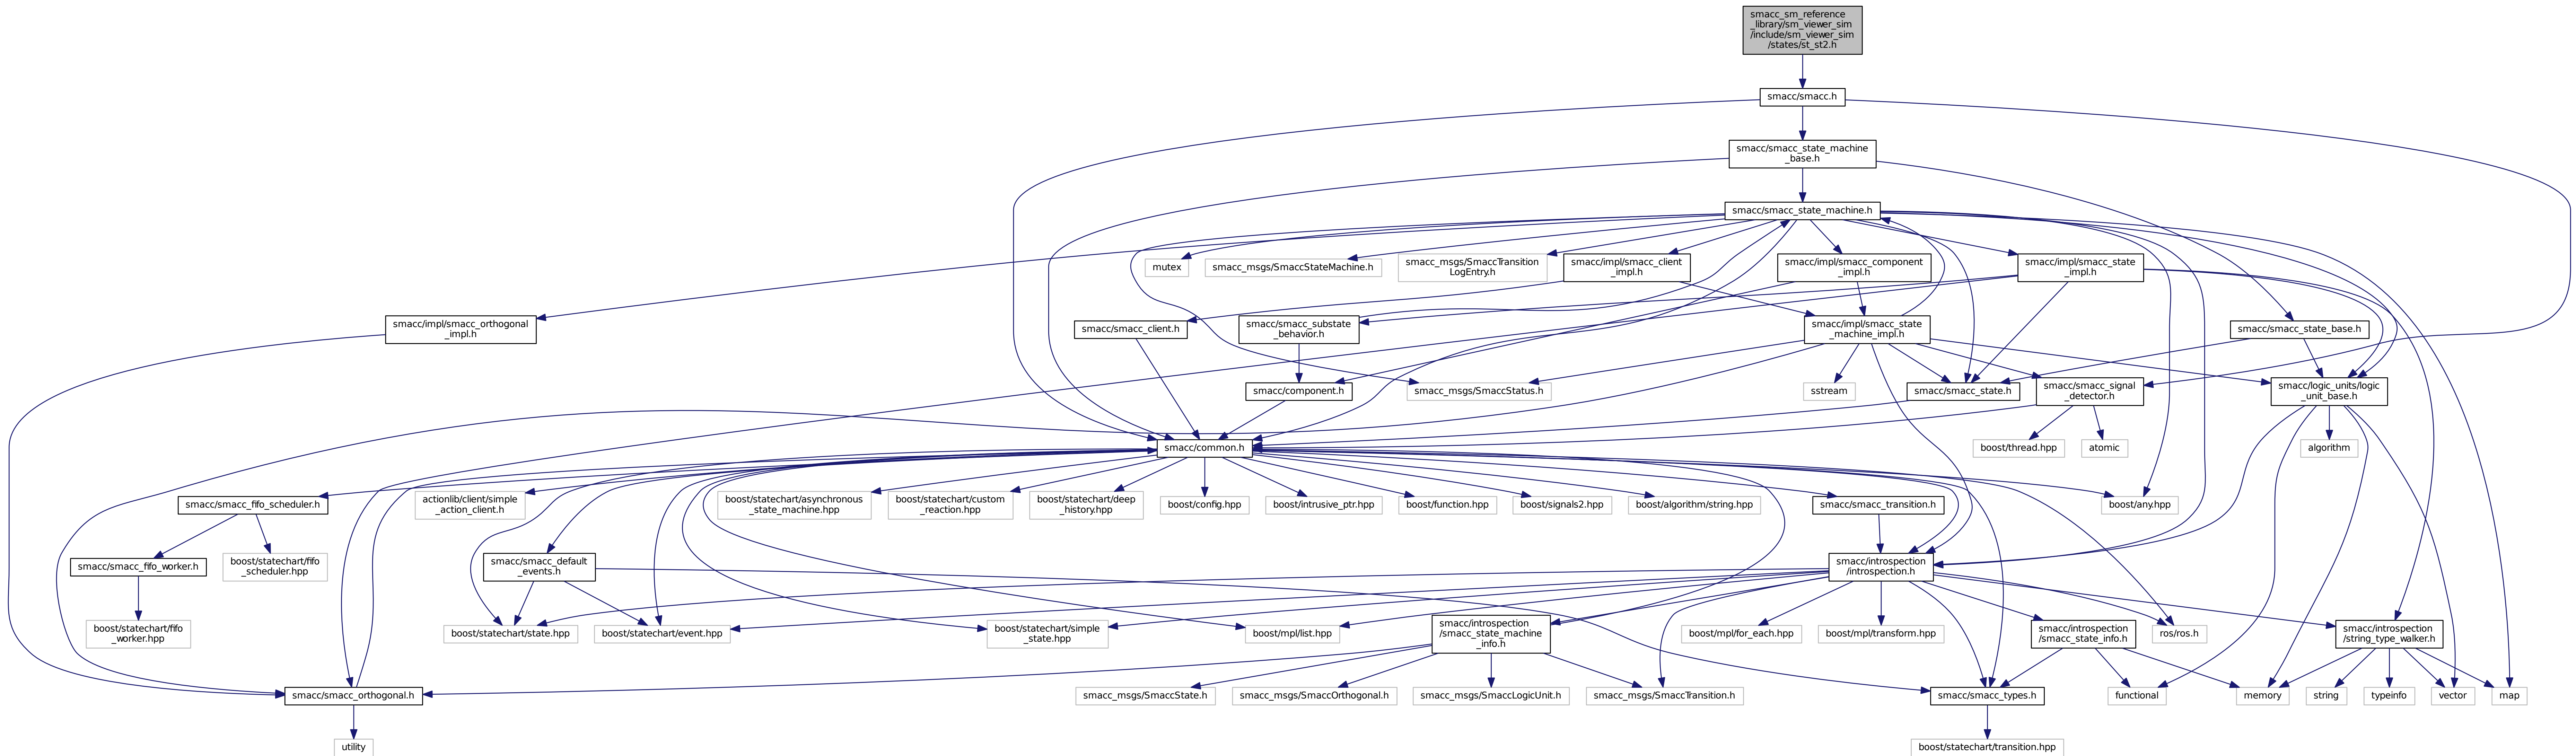 smacc_sm_reference
_library/sm_viewer_sim
/include/sm_viewer_sim
/states/st_st2.h
smacc/smacc.h
smacc/smacc_state_machine
_base.h
smacc/smacc_state_machine.h
mutex
smacc_msgs/SmaccStateMachine.h
smacc_msgs/SmaccTransition
LogEntry.h
smacc/impl/smacc_client
_impl.h
smacc/impl/smacc_component
_impl.h
smacc/impl/smacc_state
_impl.h
smacc/impl/smacc_orthogonal
_impl.h
smacc/smacc_client.h
smacc/smacc_substate
_behavior.h
smacc/impl/smacc_state
_machine_impl.h
smacc/smacc_state_base.h
smacc/component.h
smacc_msgs/SmaccStatus.h
sstream
smacc/smacc_state.h
smacc/smacc_signal
_detector.h
smacc/logic_units/logic
_unit_base.h
smacc/common.h
boost/thread.hpp
atomic
algorithm
smacc/smacc_fifo_scheduler.h
actionlib/client/simple
_action_client.h
boost/statechart/asynchronous
_state_machine.hpp
boost/statechart/custom
_reaction.hpp
boost/statechart/deep
_history.hpp
boost/config.hpp
boost/intrusive_ptr.hpp
boost/function.hpp
boost/signals2.hpp
boost/algorithm/string.hpp
smacc/smacc_transition.h
boost/any.hpp
smacc/smacc_fifo_worker.h
boost/statechart/fifo
_scheduler.hpp
smacc/smacc_default
_events.h
smacc/introspection
/introspection.h
boost/statechart/fifo
_worker.hpp
boost/statechart/state.hpp
boost/statechart/event.hpp
boost/statechart/simple
_state.hpp
boost/mpl/list.hpp
smacc/introspection
/smacc_state_machine
_info.h
boost/mpl/for_each.hpp
boost/mpl/transform.hpp
smacc/introspection
/smacc_state_info.h
ros/ros.h
smacc/introspection
/string_type_walker.h
smacc/smacc_orthogonal.h
smacc_msgs/SmaccState.h
smacc_msgs/SmaccOrthogonal.h
smacc_msgs/SmaccLogicUnit.h
smacc_msgs/SmaccTransition.h
smacc/smacc_types.h
functional
memory
string
typeinfo
vector
map
utility
boost/statechart/transition.hpp